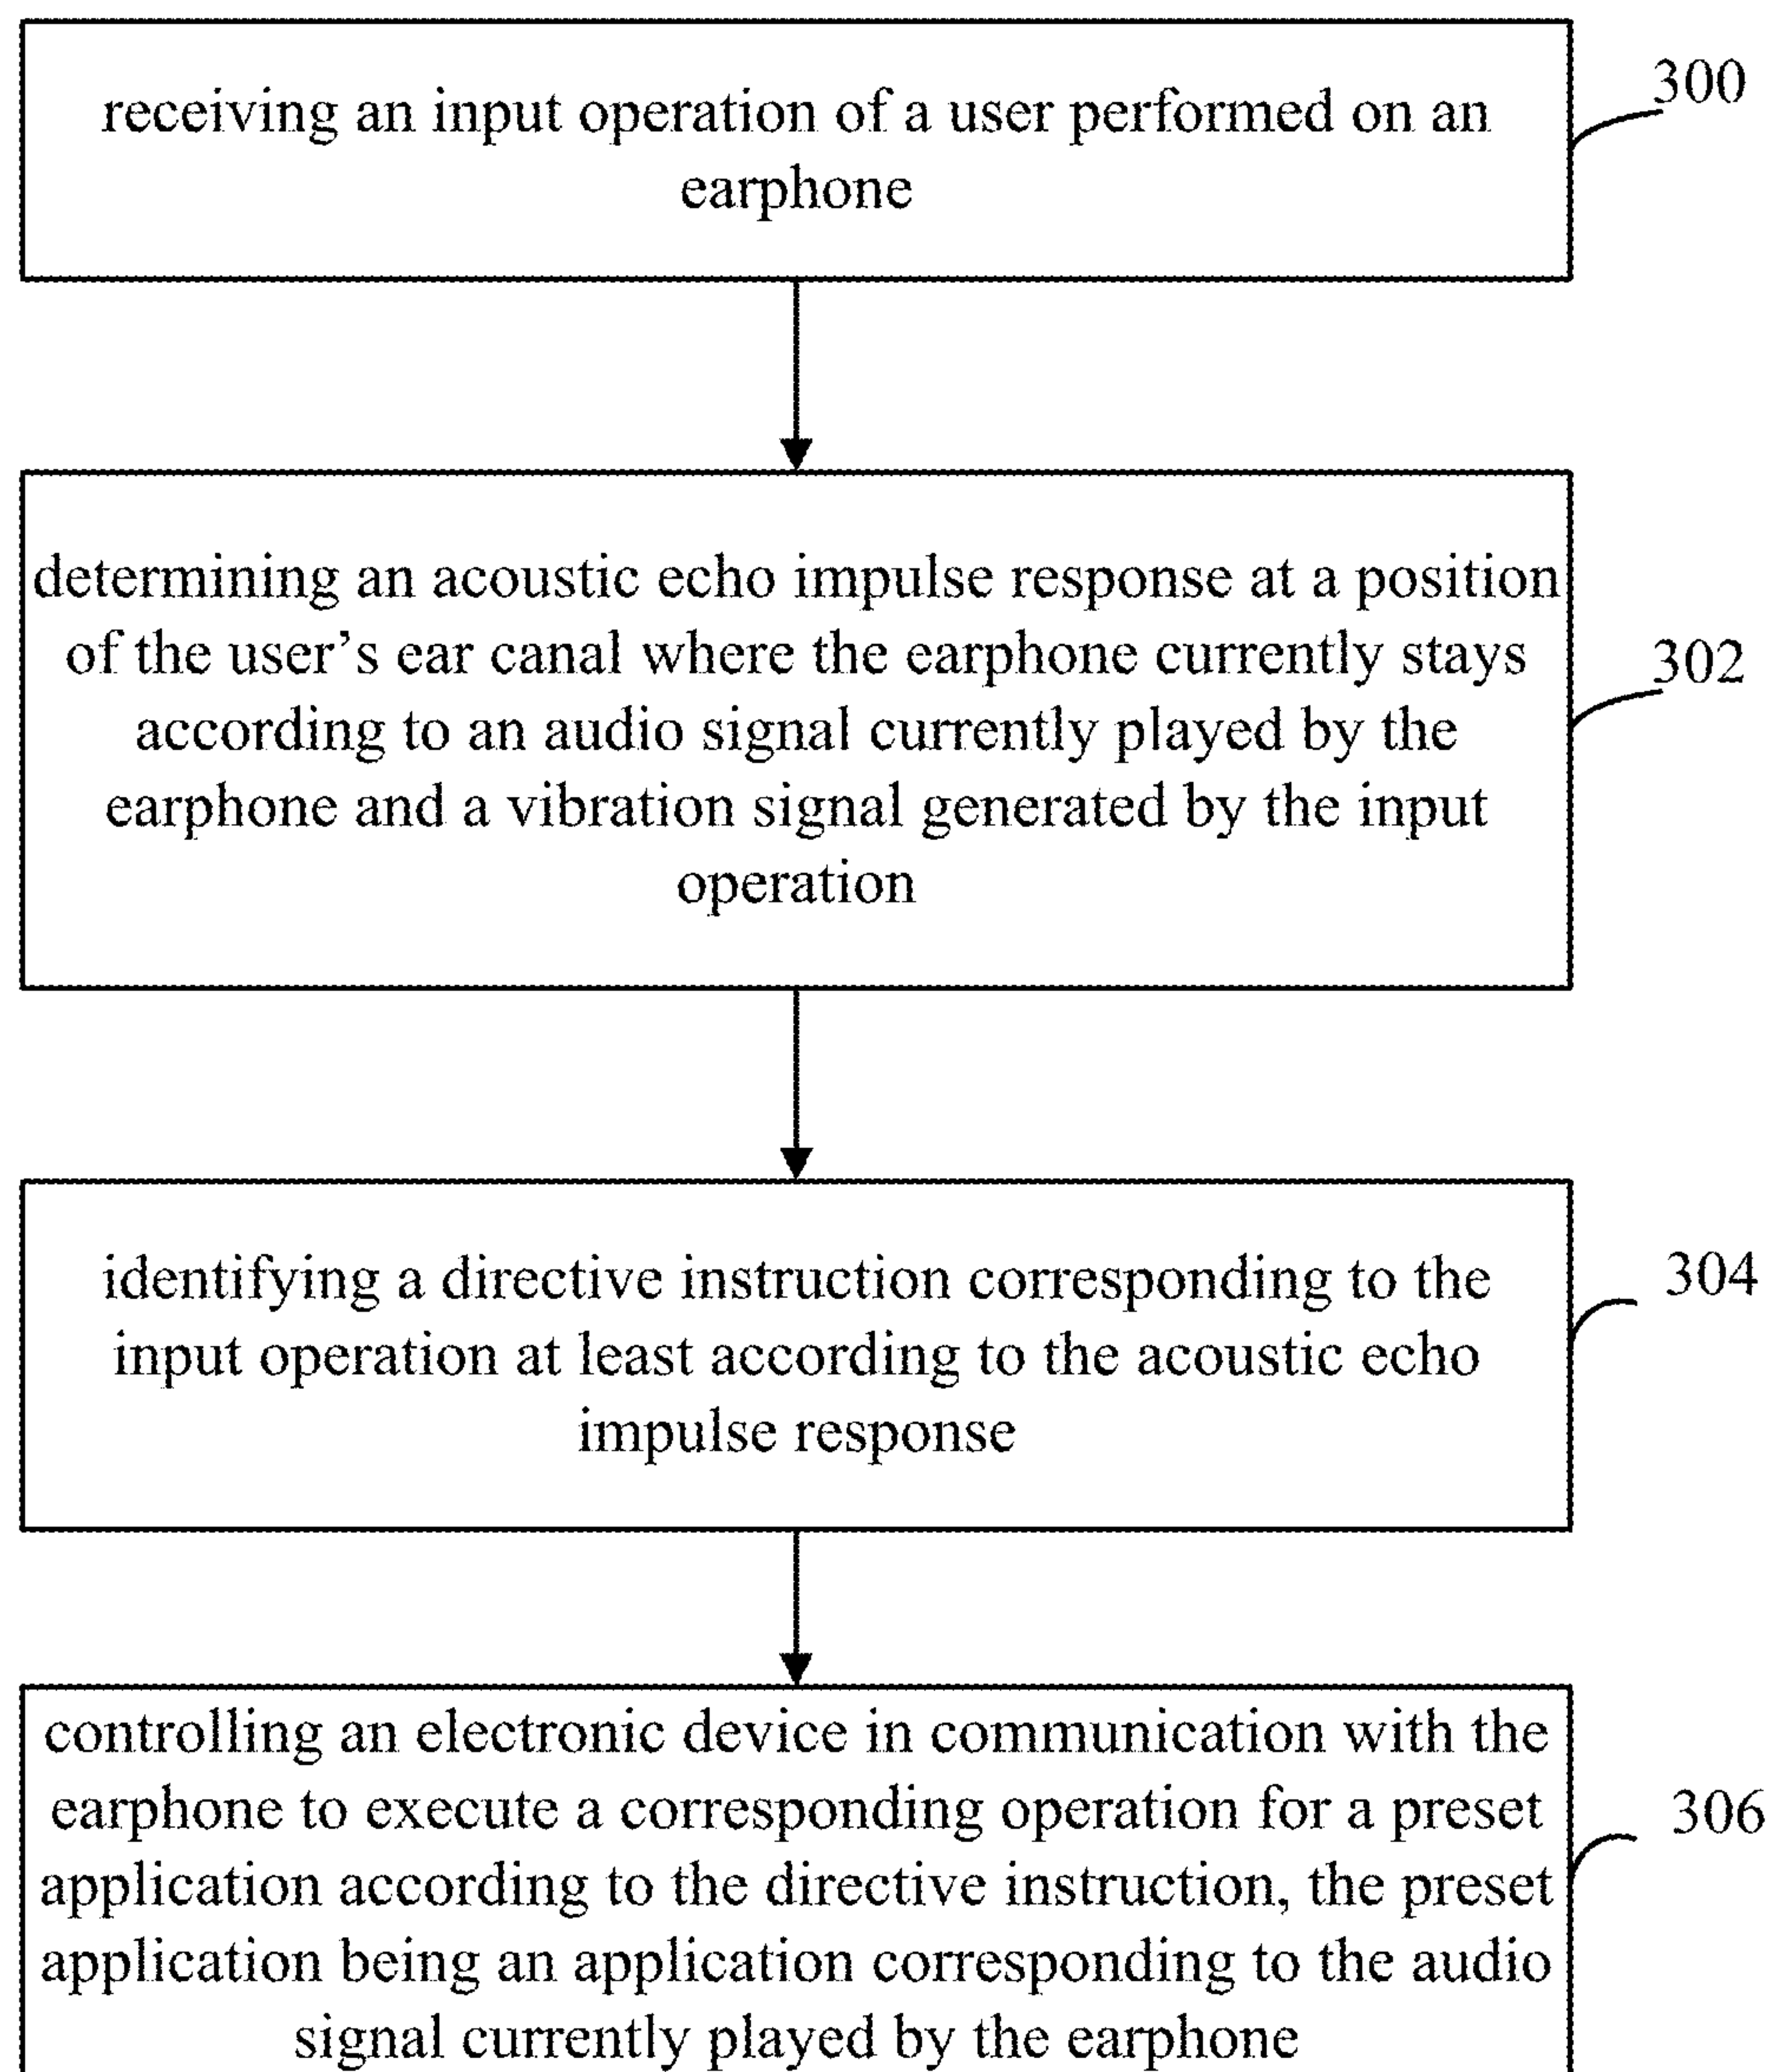 receiving an input operation of a user performed on an
earphone
300
determining an acoustic echo impulse response at a position
of the user’s ear canal where the earphone currently stays
according to an audio signal currently played by the
earphone and a vibration signal generated by the input
operation
302
identifying a directive instruction corresponding to the
input operation at least according to the acoustic echo
impulse response
304
controlling an electronic device in communication with the
earphone to execute a corresponding operation for a preset
application according to the directive instruction, the preset
application being an application corresponding to the audio
signal currently played by the earphone
306